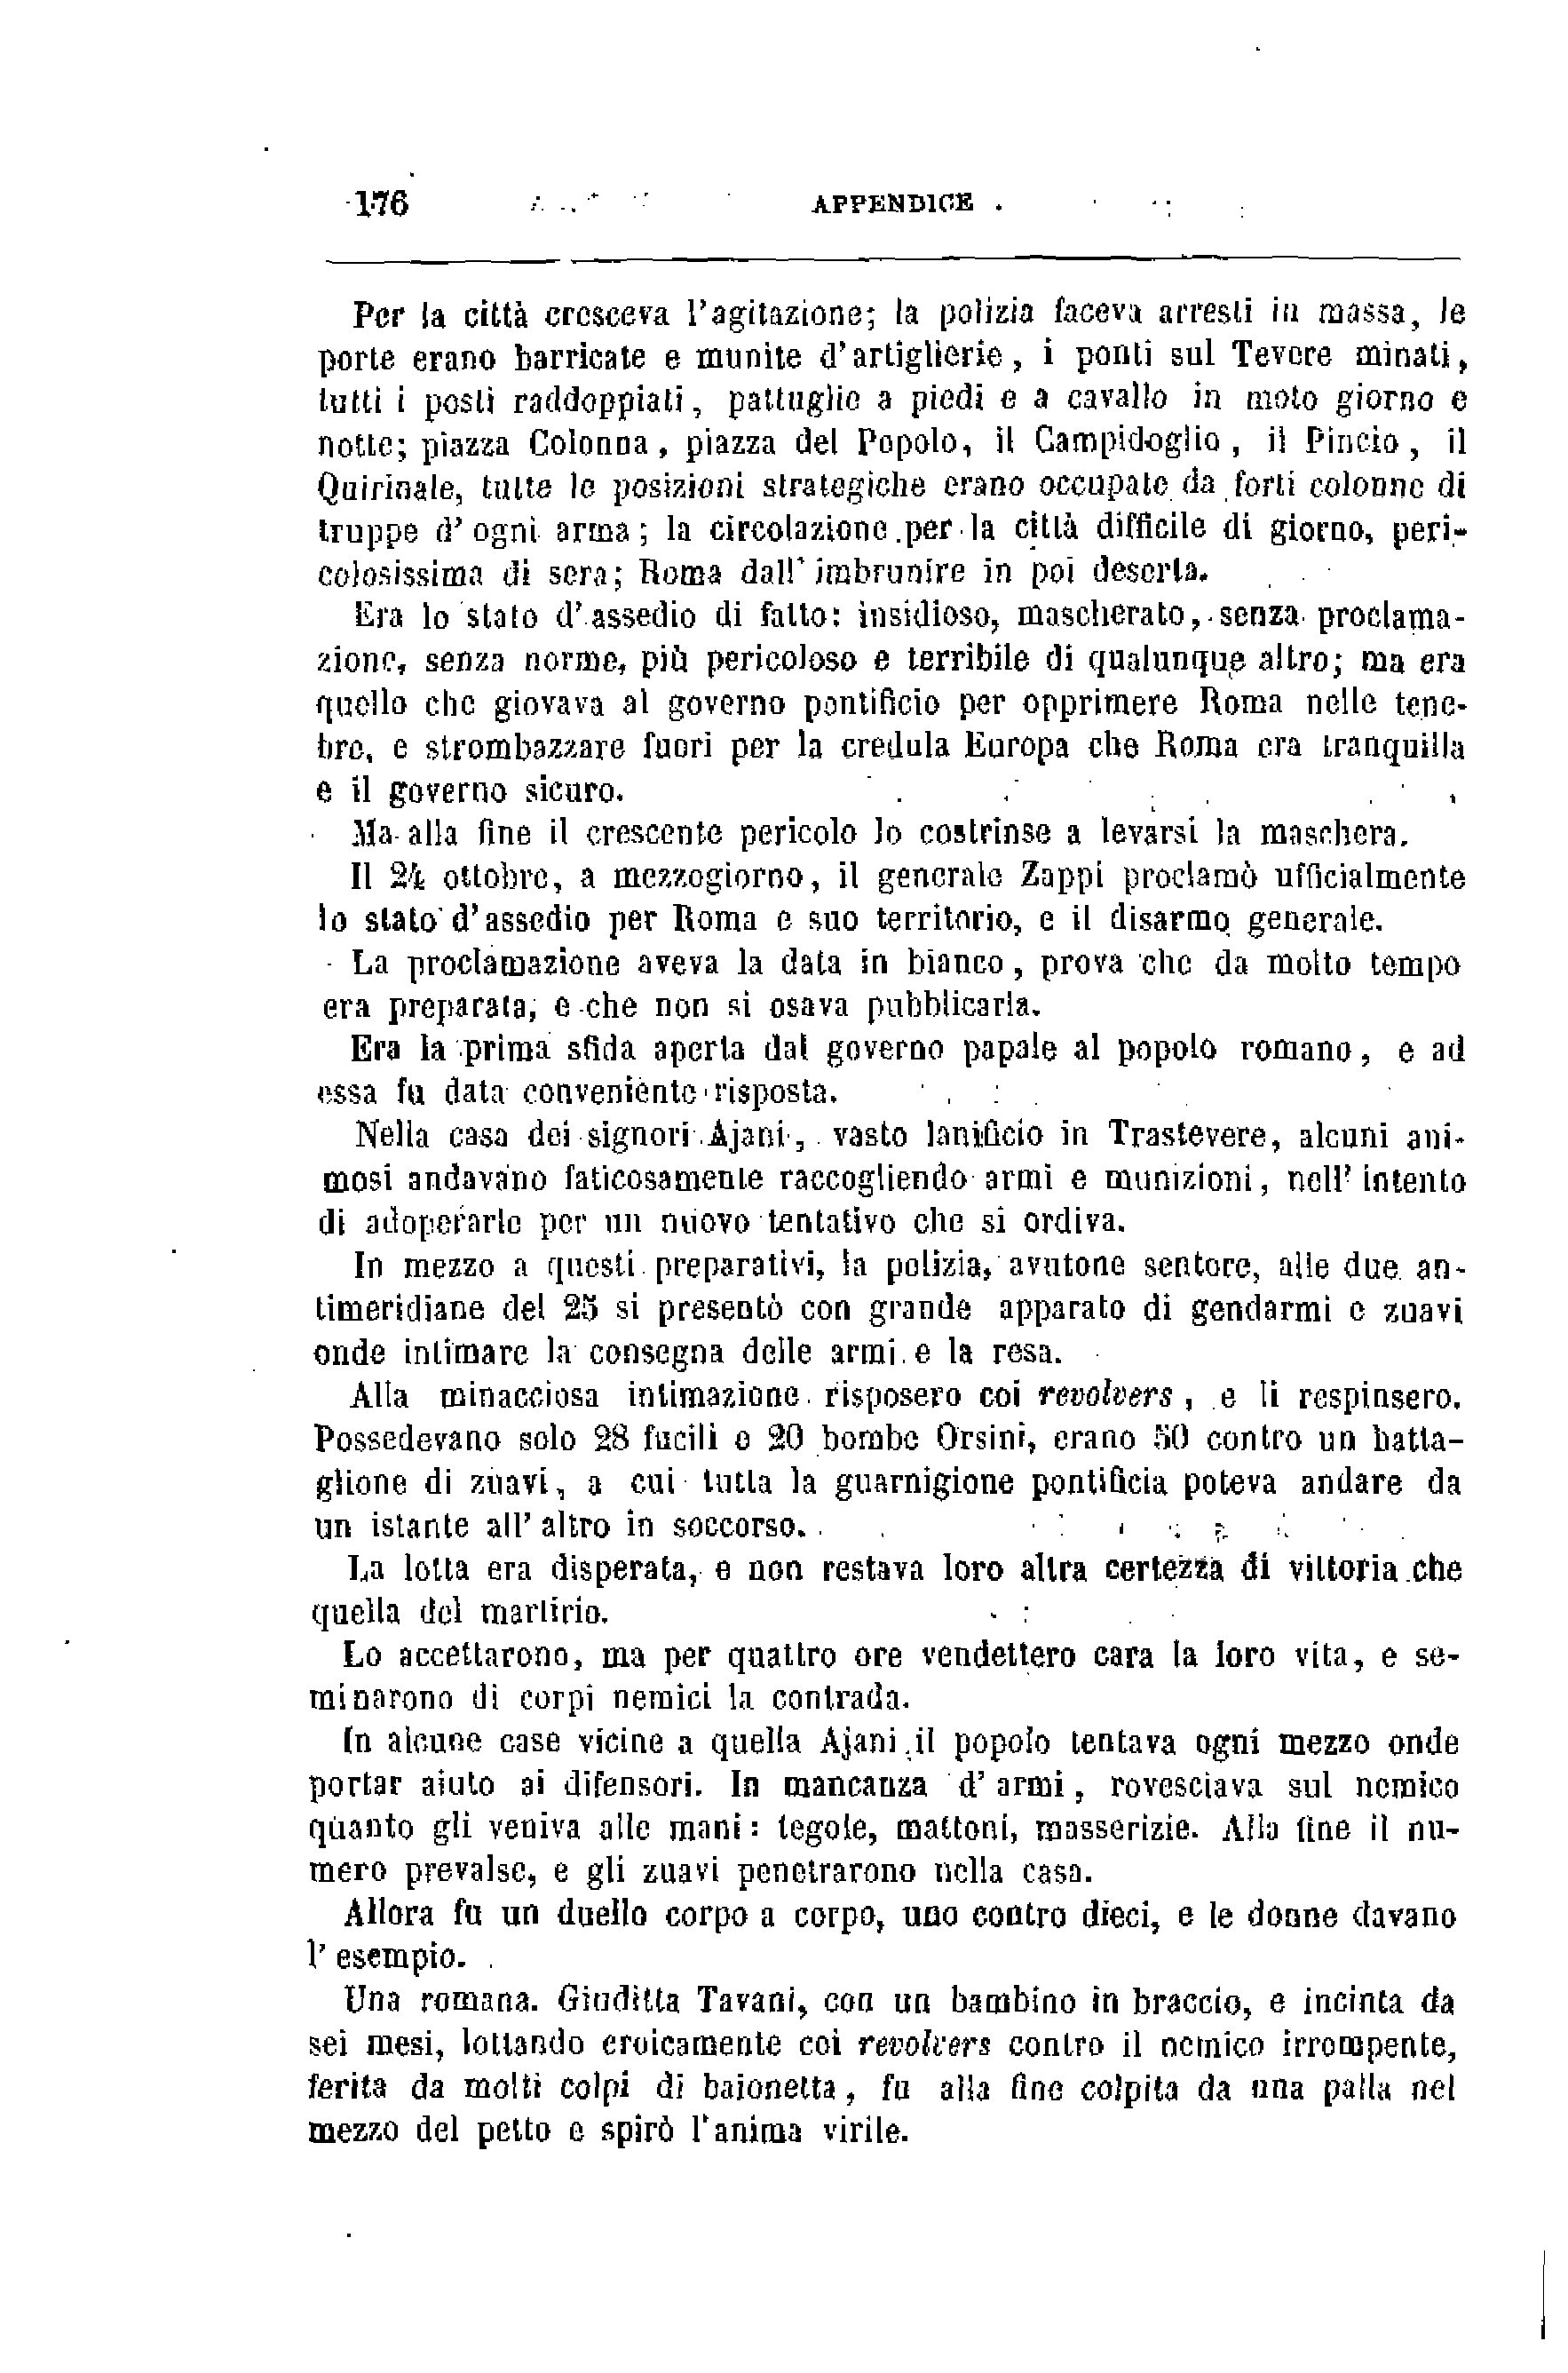 176 APPENDICE
Per la città cresceva l'agitazione; la polizia faceva arresti in massa, le
porte erano barricate e munite d'artiglierie, i ponti sul Tevere minati,
tutti i posti raddoppiati, pattuglie a piedi e a cavallo in moto giorno e
notte; piazza Colonna, piazza del Popolo, il Campidoglio, il Pincio, il
Quirinale, tutte le posizioni strategiche erano occupate da forti colonne di
truppe d'ogni arma; la circolazione per la città difficile di giorno, peri-
colosissima di sera; Roma dall'imbrunire in poi deserta.
Era lo stato d'assedio di fatto: insidioso, mascherato, senza proclama-
zione, senza norme, più pericoloso e terribile di qualunque altro; ma era
quello che giovava al governo pontificio per opprimere Roma nelle tene-
bre, e strombazzare fuori per la credula Europa che Roma era tranquilla
e il governo sicuro.
Ma alla fine il crescente pericolo lo costrinse a levarsi la maschera.
Il 24 ottobre, a mezzogiorno, il generale Zappi proclamò ufficialmente
lo stato d'assedio per Roma e suo territorio, e il disarmo generale.
La proclamazione aveva la data in bianco, prova che da molto tempo
era preparata, e che non si osava pubblicarla.
Era la prima sfida aperta dal governo papale al popolo romano, e ad
essa fu data conveniente risposta.
Nella casa dei signori Ajani, vasto lanificio in Trastevere, alcuni ani-
mosi andavano faticosamente raccogliendo armi e munizioni, nell'intento
di adoperarle per un nuovo tentativo che si ordiva.
In mezzo a questi preparativi, la polizia, avutone sentore, alle due an-
timeridiane del 25 si presentò con grande apparato di gendarmi e zuavi
onde intimare la consegna delle armi e la resa.
Alla minacciosa intimazione risposero coi revolvers, e li respinsero.
Possedevano solo 28 fucili e 20 bombe Orsini, erano 50 contro un batta-
glione di zuavi, a cui tutta la guarnigione pontificia poteva andare da
un istante all'altro in soccorso.
La lotta era disperata, e non restava loro altra certezza di vittoria che
quella del martirio.
Lo accettarono, ma per quattro ore vendettero cara la loro vita, e se-
minarono di corpi nemici la contrada.
In alcune case vicine a quella Ajani il popolo tentava ogni mezzo onde
portar aiuto ai difensori. In mancanza d'armi, rovesciava sul nemico
quanto gli veniva alle mani: tegole, mattoni, masserizie. Alla fine il nu-
mero prevalse, e gli zuavi penetrarono nella casa.
Allora fu un duello corpo a corpo, uno contro dieci, e le donne davano
l'esempio.
Una romana. Giuditta Tavani, con un bambino in braccio, e incinta da
sei mesi, lottando eroicamente coi revolvers contro il nemico irrompente,
ferita da molti colpi di baionetta, fu alla fine colpita da una palla nel
mezzo del petto e spirò l'anima virile.